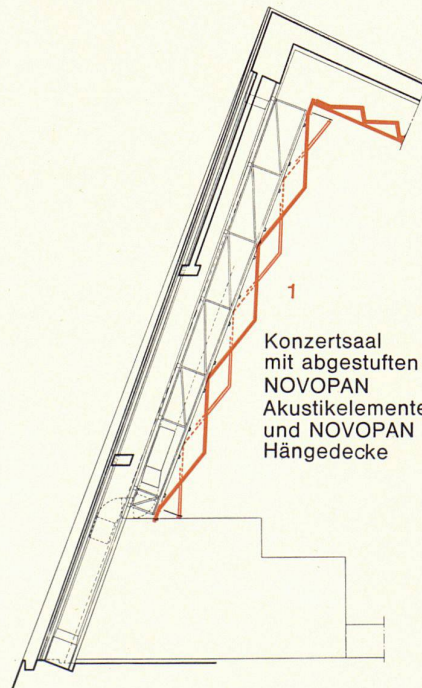 1
Konzertsaal
mit abgestuften
NOVOPAN
Akustikelemente
und NOVOPAN
Hängedecke